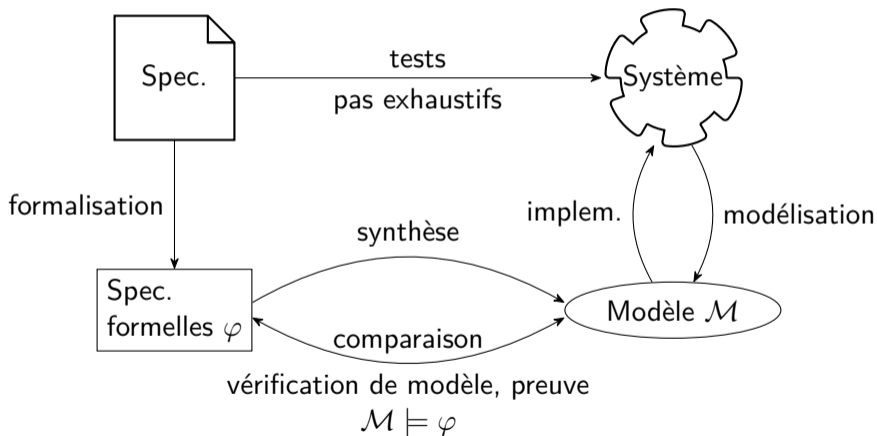 tests
Spec.
Système
pas exhaustifs
formalisation
implem.
modélisation
synthèse
Spec.
formelles φ
Modèle ℳ
comparaison
vérification de modèle, preuve
ℳ ⊨ φ